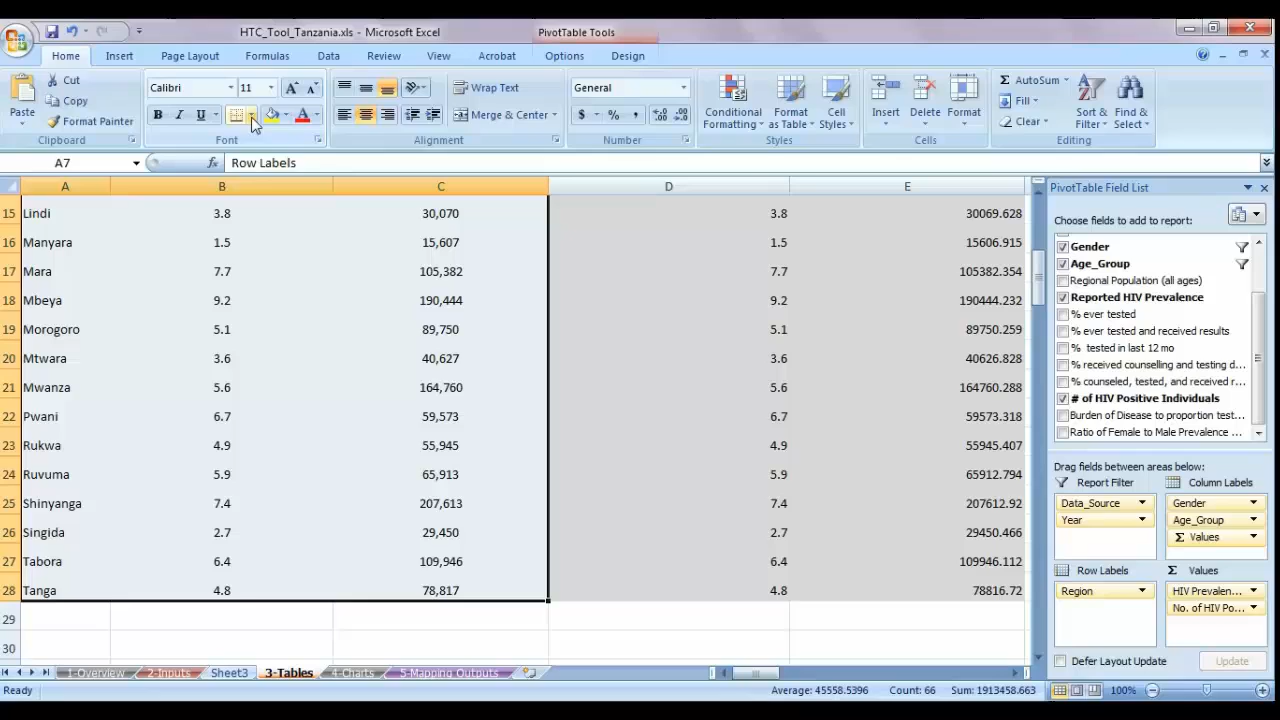 HTC_Tool_Tanzania.xls - Microsoft Excel
PivotTable Tools
Home Insert Page Layout Formulas Data Review View Acrobat Options Design
Paste
Cut
Copy
Format Painter
Clipboard
Calibri 11
B I U
Font
Wrap Text
Merge & Center
Alignment
General
$ % ,
Number
Conditional Formatting
Format as Table
Cell Styles
Styles
Insert Delete Format
Cells
Σ AutoSum
Fill
Clear
Sort & Filter
Find & Select
Editing
A7 fx Row Labels
A B C D E
15 Lindi 3.8 30,070 3.8 30069.628
16 Manyara 1.5 15,607 1.5 15606.915
17 Mara 7.7 105,382 7.7 105382.354
18 Mbeya 9.2 190,444 9.2 190444.232
19 Morogoro 5.1 89,750 5.1 89750.259
20 Mtwara 3.6 40,627 3.6 40626.828
21 Mwanza 5.6 164,760 5.6 164760.288
22 Pwani 6.7 59,573 6.7 59573.318
23 Rukwa 4.9 55,945 4.9 55945.407
24 Ruvuma 5.9 65,913 5.9 65912.794
25 Shinyanga 7.4 207,613 7.4 207612.92
26 Singida 2.7 29,450 2.7 29450.466
27 Tabora 6.4 109,946 6.4 109946.112
28 Tanga 4.8 78,817 4.8 78816.72
29
30
PivotTable Field List
Choose fields to add to report:
Gender
Age_Group
Regional Population (all ages)
Reported HIV Prevalence
% ever tested
% ever tested and received results
% tested in last 12 mo
% received counselling and testing d...
% counseled, tested, and received r...
# of HIV Positive Individuals
Burden of Disease to proportion test...
Ratio of Female to Male Prevalence ...
Drag fields between areas below:
Report Filter Column Labels
Data_Source Gender
Year Age_Group
Σ Values
Row Labels Σ Values
Region HIV Prevalen...
No. of HIV Po...
Defer Layout Update Update
1-Overview 2-Inputs Sheet3 3-Tables 4-Charts 5-Mapping Outputs
Ready Average: 45558.5396 Count: 66 Sum: 1913458.663 100%